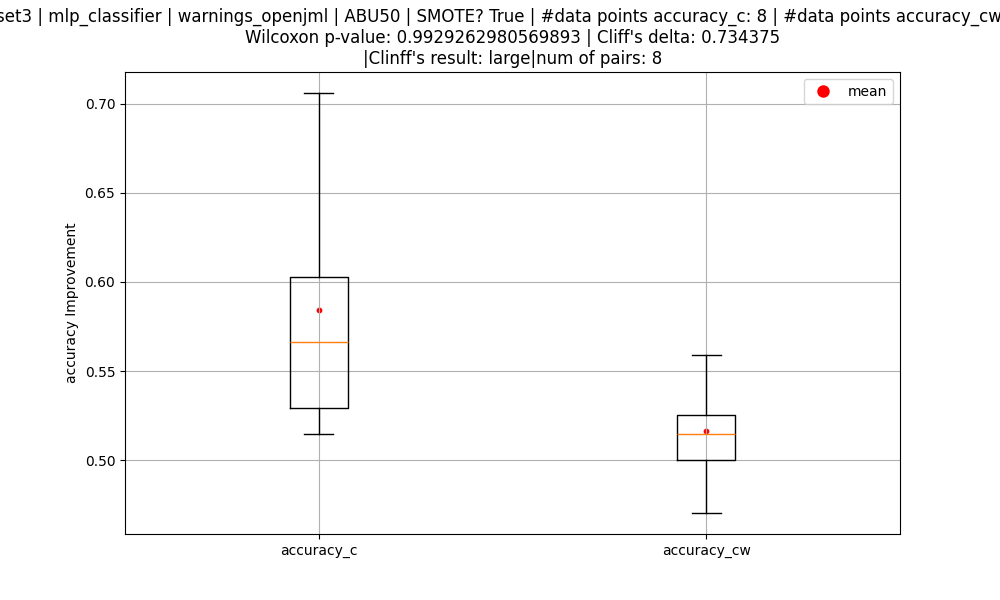 set3 | mlp_classifier | warnings_openjml | ABU50 | SMOTE? True | #data points accuracy_c: 8 | #data points accuracy_cw
Wilcoxon p-value: 0.9929262980569893 | Cliff's delta: 0.734375
|Clinff's result: large|num of pairs: 8
mean
0.70
0.65
0.60
0.55
0.50
accuracy Improvement
accuracy_c
accuracy_cw